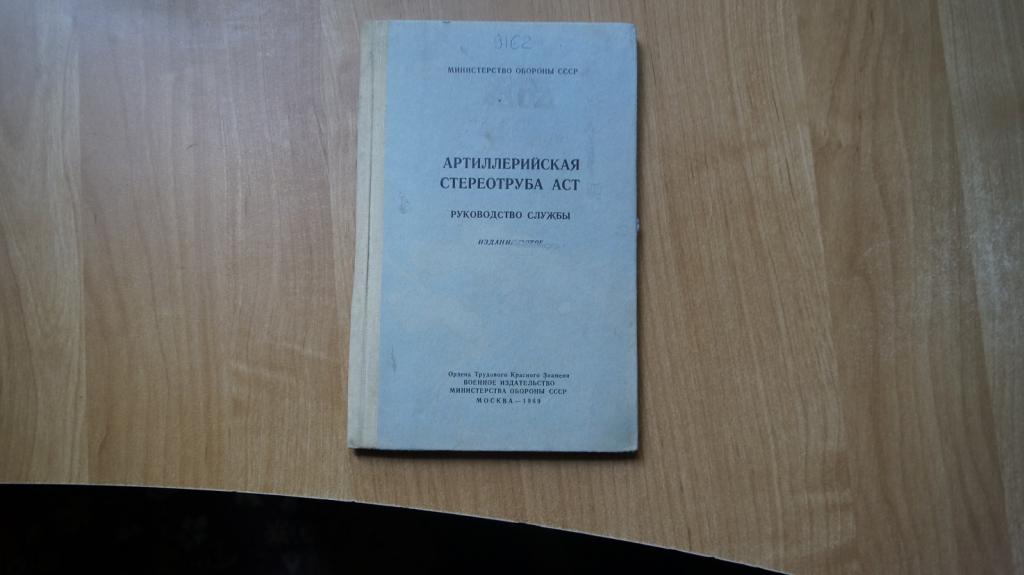 9162
МИНИСТЕРСТВО ОБОРОНЫ СССР
АРТИЛЛЕРИЙСКАЯ
СТЕРЕОТРУБА АСТ
РУКОВОДСТВО СЛУЖБЫ
Ордена Трудового Красного Знамени
ВОЕННОЕ ИЗДАТЕЛЬСТВО
МИНИСТЕРСТВА ОБОРОНЫ СССР
МОСКВА—1969